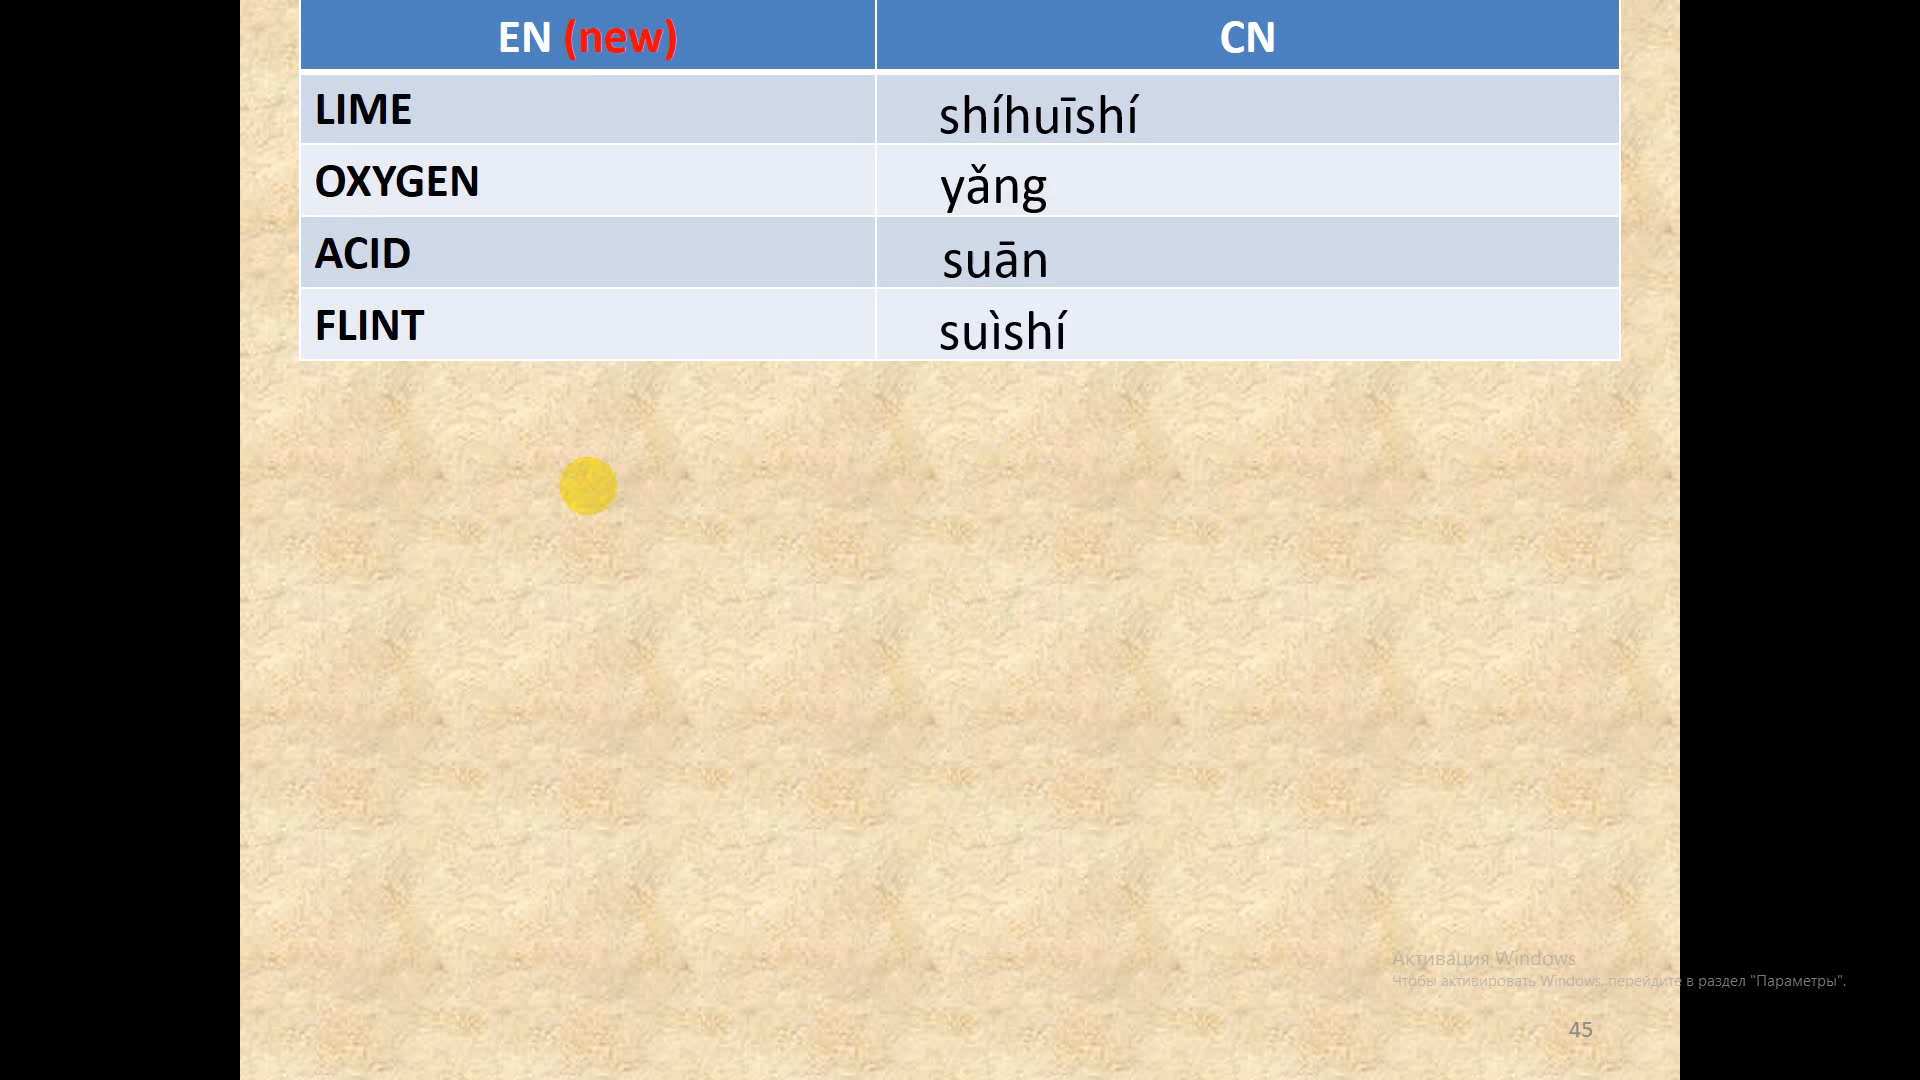 EN (new) CN
LIME shíhuīshí
OXYGEN yǎng
ACID suān
FLINT suìshí
Активация Windows
Чтобы активировать Windows, перейдите в раздел "Параметры".
45